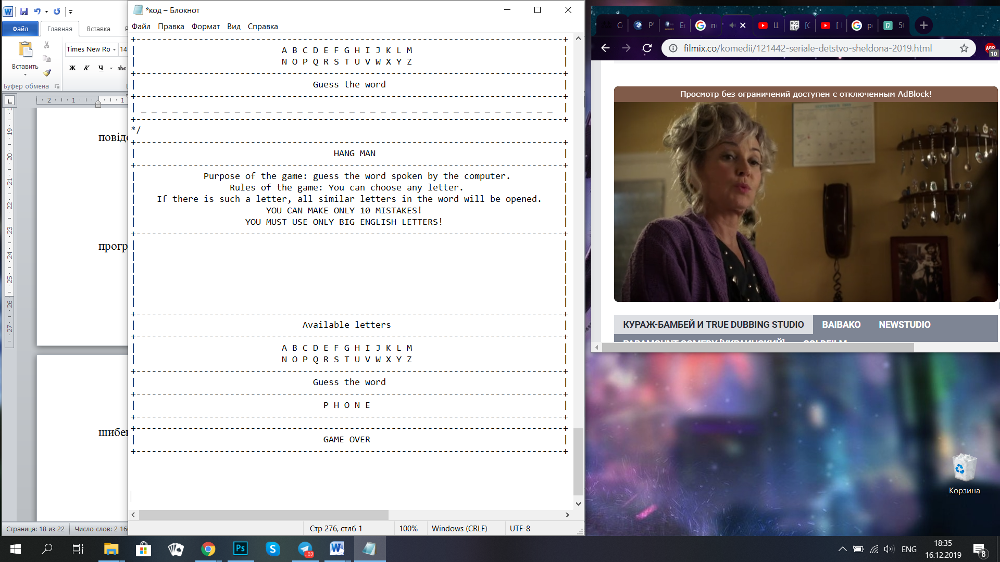 Файл
Главная
Вставка
Вставить
Times New Ro
14
Ж К Ч abc
Буфер обмена
повід
прогр
Страница: 18 из 22
Число слов: 2 16
*код – Блокнот
Файл Правка Формат Вид Справка
A B C D E F G H I J K L M
N O P Q R S T U V W X Y Z
Guess the word
_ _ _ _ _ _ _ _ _ _ _ _ _ _ _ _ _ _ _ _ _ _ _ _ _ _ _ _ _ _ _ _ _ _ _ _ _ _ _ _
*/
HANG MAN
Purpose of the game: guess the word spoken by the computer.
Rules of the game: You can choose any letter.
If there is such a letter, all similar letters in the word will be opened.
YOU CAN MAKE ONLY 10 MISTAKES!
YOU MUST USE ONLY BIG ENGLISH LETTERS!
Available letters
A B C D E F G H I J K L M
N O P Q R S T U V W X Y Z
Guess the word
P H O N E
GAME OVER
Стр 276, стлб 1
100%
Windows (CRLF)
UTF-8
filmix.co/komedii/121442-seriale-detstvo-sheldona-2019.html
ABP
10
Просмотр без ограничений доступен с отключенным AdBlock!
КУРАЖ-БАМБЕЙ И TRUE DUBBING STUDIO
BAIBAKO
NEWSTUDIO
Корзина
Ps
..02
ENG
18:35
16.12.2019
8